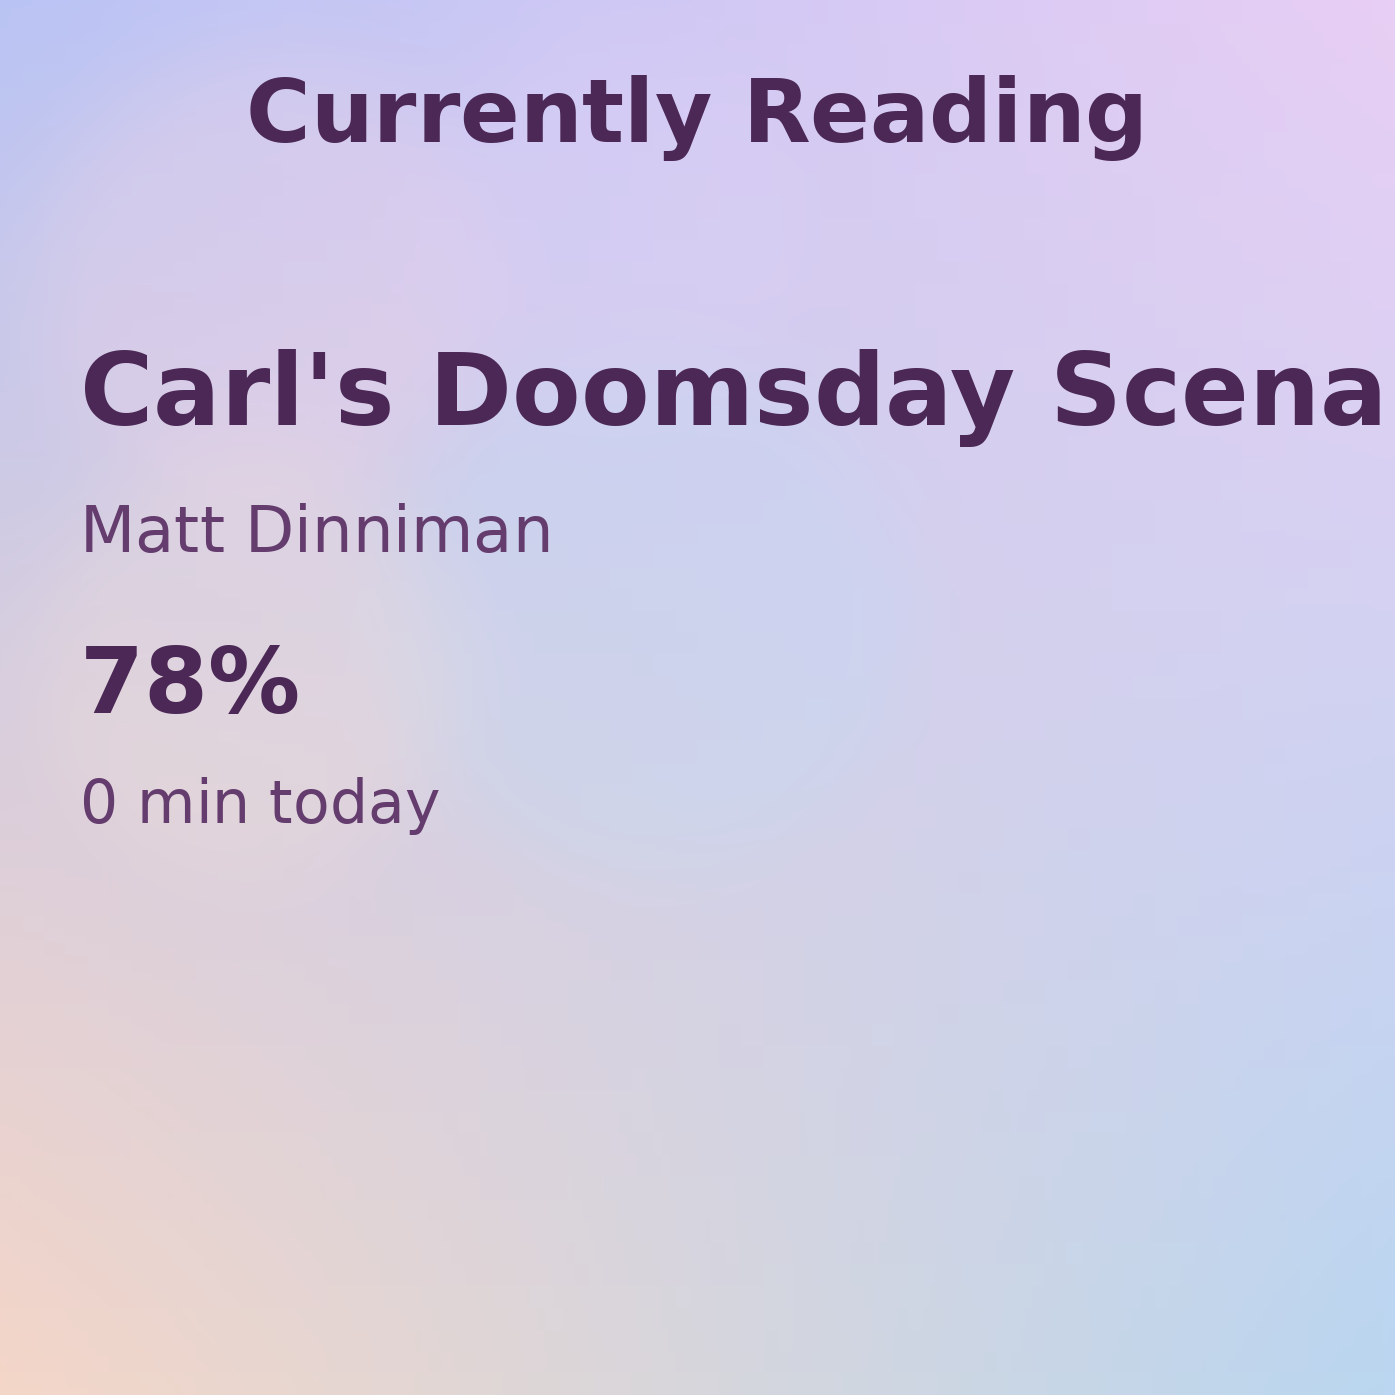 Currently Reading
Carl's Doomsday Scena
Matt Dinniman
78%
0 min today